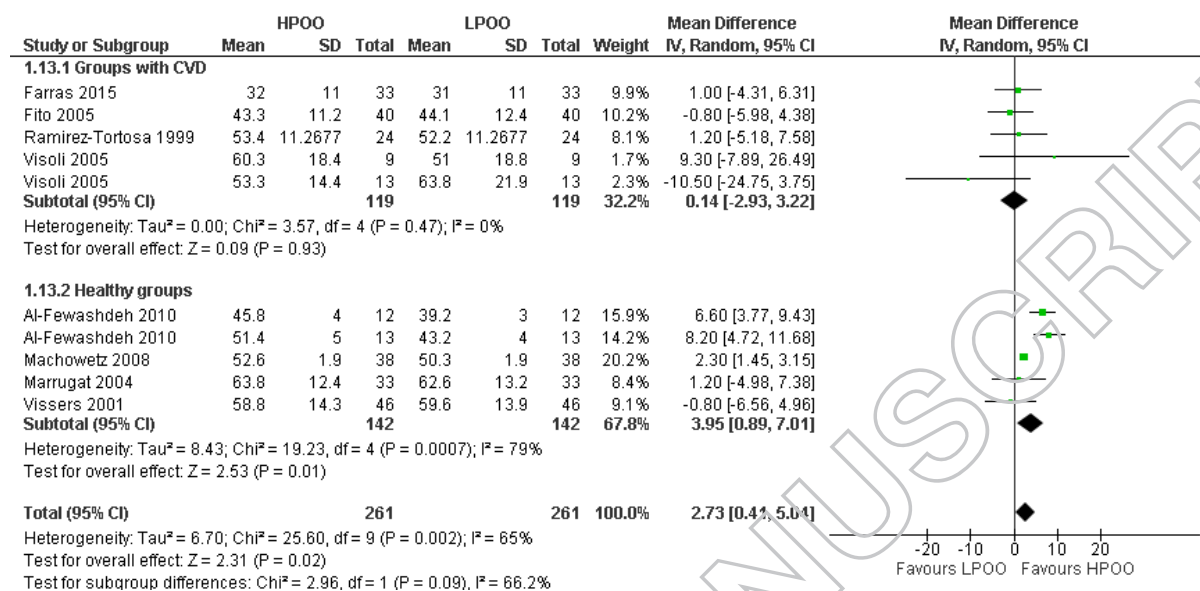 HPOO LPOO Mean Difference Mean Difference
Study or Subgroup Mean SD Total Mean SD Total Weight IV, Random, 95% CI IV, Random, 95% CI
1.13.1 Groups with CVD
Farras 2015 32 11 33 31 11 33 9.9% 1.00 [-4.31, 6.31]
Fito 2005 43.3 11.2 40 44.1 12.4 40 10.2% -0.80 [-5.98, 4.38]
Ramirez-Tortosa 1999 53.4 11.2677 24 52.2 11.2677 24 8.1% 1.20 [-5.18, 7.58]
Visoli 2005 60.3 18.4 9 51 18.8 9 1.7% 9.30 [-7.89, 26.49]
Visoli 2005 53.3 14.4 13 63.8 21.9 13 2.3% -10.50 [-24.75, 3.75]
Subtotal (95% CI) 119 119 32.2% 0.14 [-2.93, 3.22]
Heterogeneity: Tau² = 0.00; Chi² = 3.57, df = 4 (P = 0.47); I² = 0%
Test for overall effect: Z = 0.09 (P = 0.93)
1.13.2 Healthy groups
Al-Fewashdeh 2010 45.8 4 12 39.2 3 12 15.9% 6.60 [3.77, 9.43]
Al-Fewashdeh 2010 51.4 5 13 43.2 4 13 14.2% 8.20 [4.72, 11.68]
Machowetz 2008 52.6 1.9 38 50.3 1.9 38 20.2% 2.30 [1.45, 3.15]
Marrugat 2004 63.8 12.4 33 62.6 13.2 33 8.4% 1.20 [-4.98, 7.38]
Vissers 2001 58.8 14.3 46 59.6 13.9 46 9.1% -0.80 [-6.56, 4.96]
Subtotal (95% CI) 142 142 67.8% 3.95 [0.89, 7.01]
Heterogeneity: Tau² = 8.43; Chi² = 19.23, df = 4 (P = 0.0007); I² = 79%
Test for overall effect: Z = 2.53 (P = 0.01)
Total (95% CI) 261 261 100.0% 2.73 [0.41, 5.04]
Heterogeneity: Tau² = 6.70; Chi² = 25.60, df = 9 (P = 0.002); I² = 65%
Test for overall effect: Z = 2.31 (P = 0.02)
Test for subgroup differences: Chi² = 2.96, df = 1 (P = 0.09), I² = 66.2%
-20 -10 0 10 20
Favours LPOO Favours HPOO
NUSCRIP